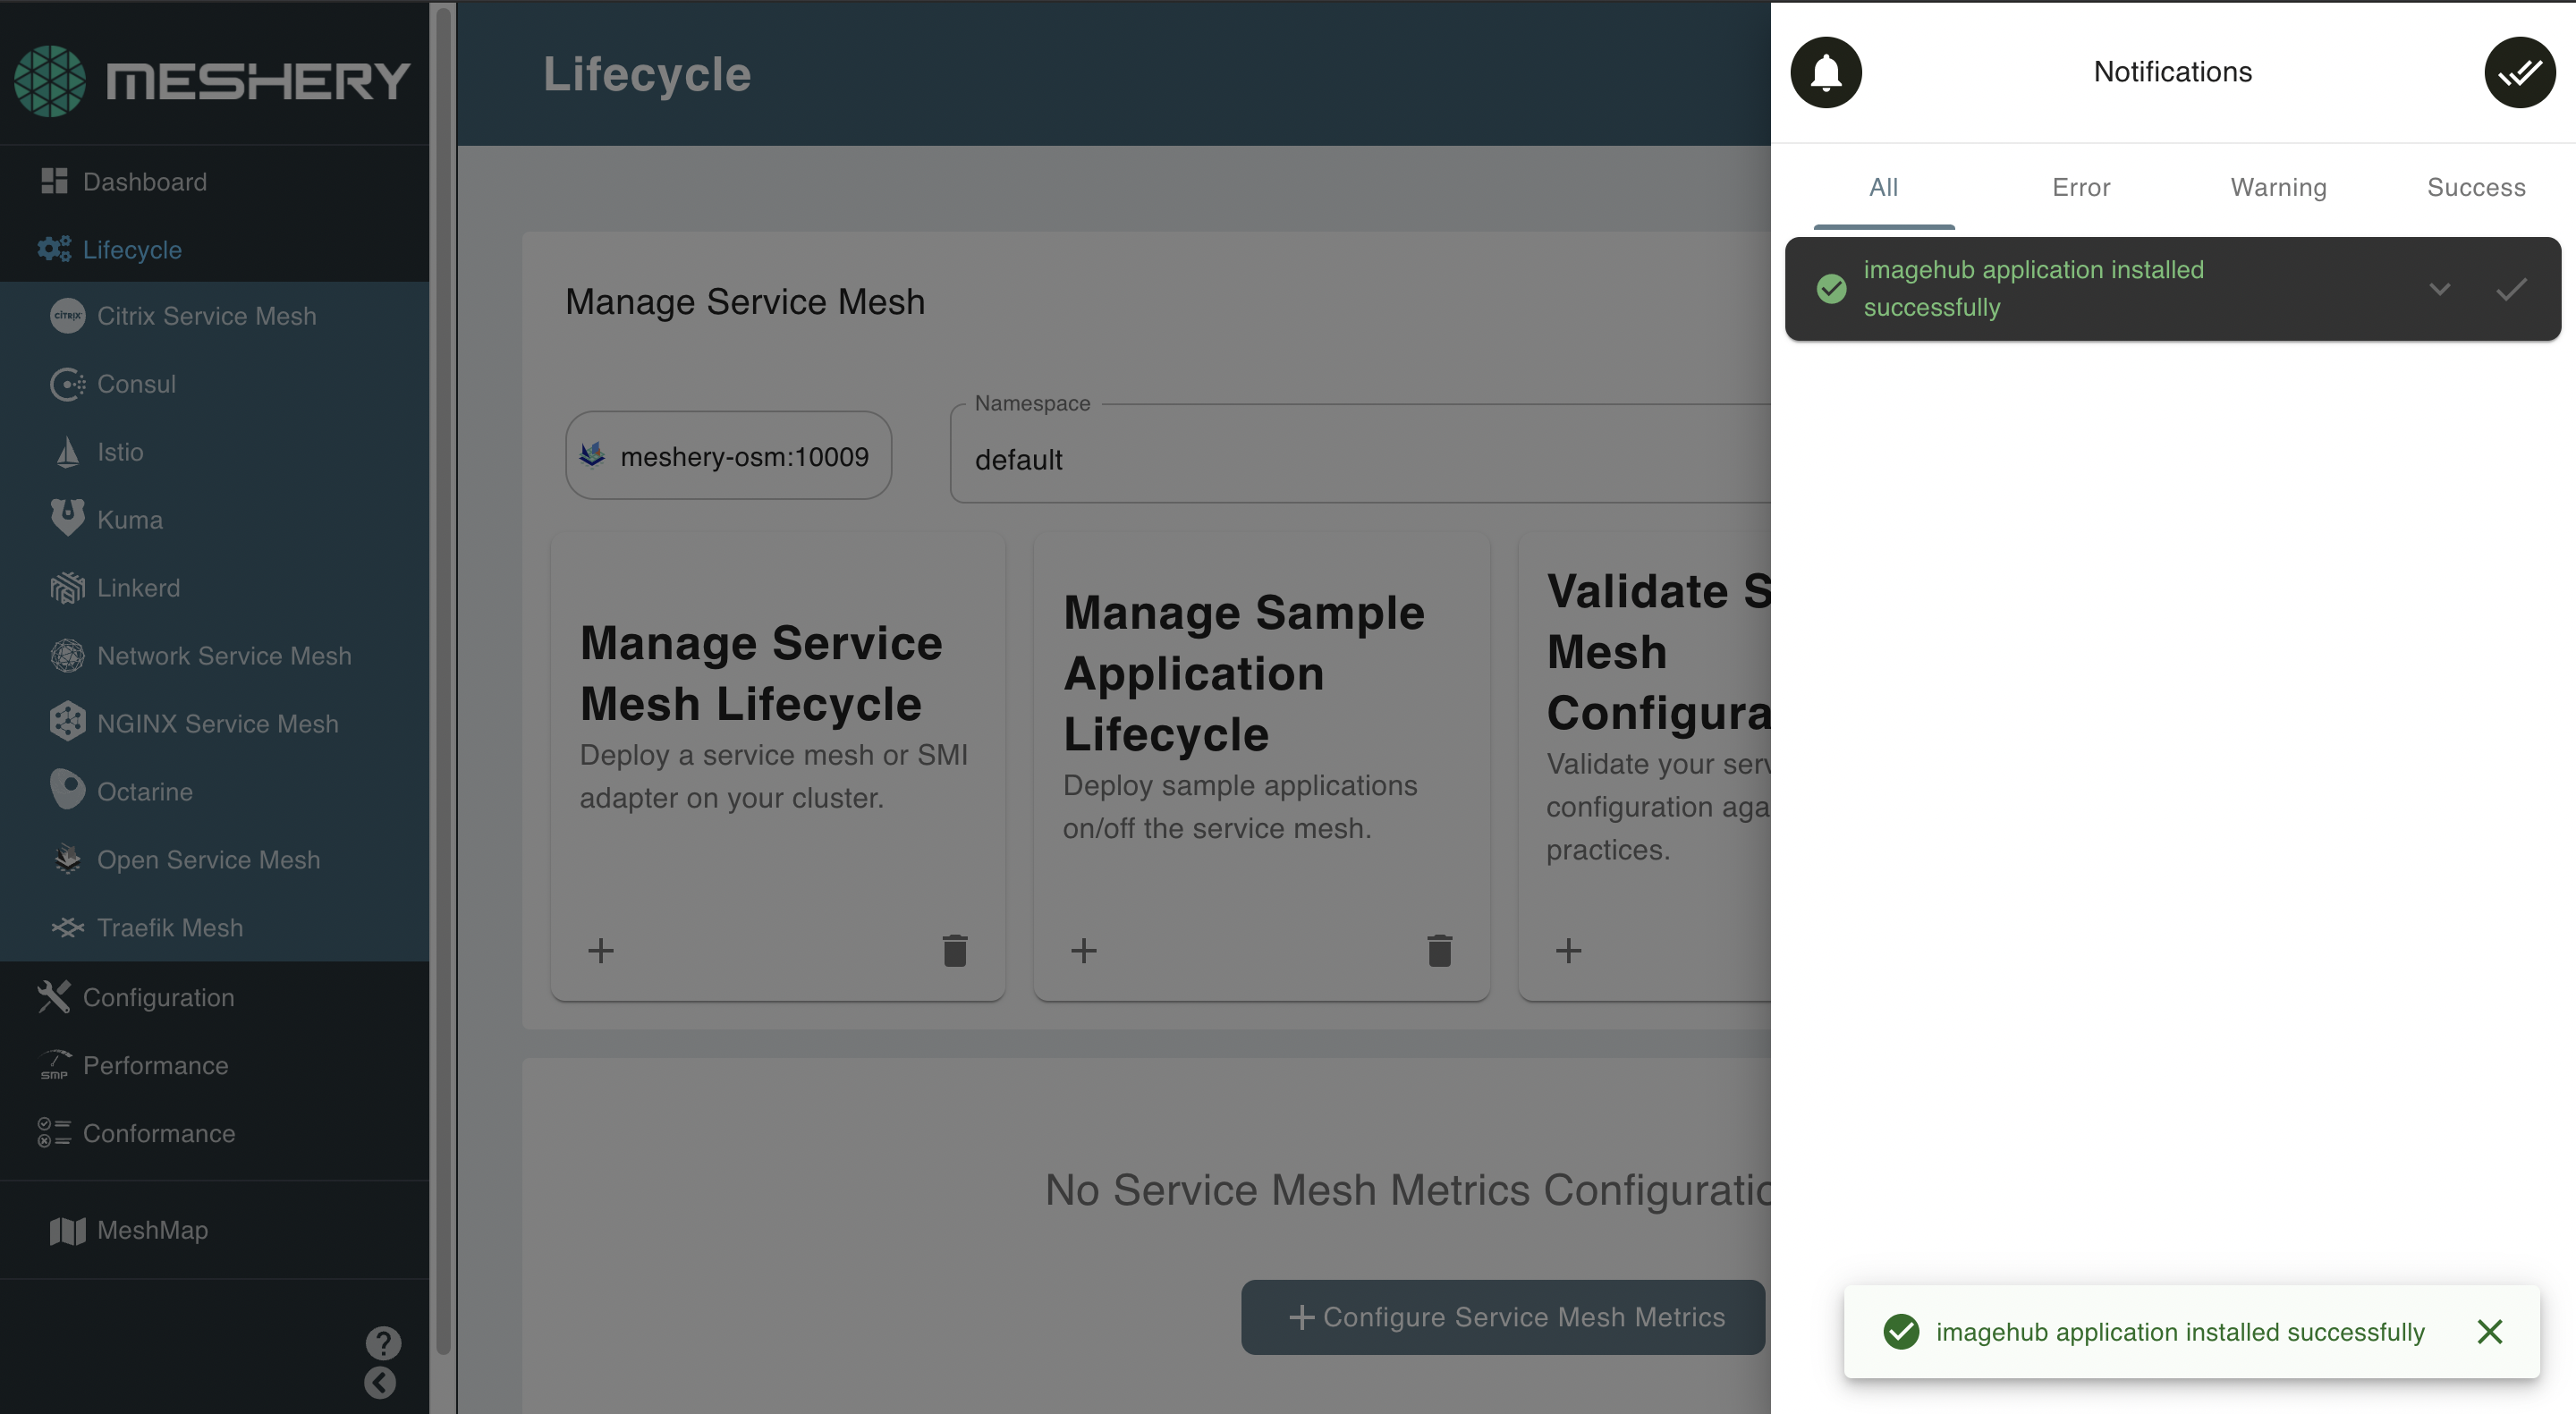 MESHERY
Dashboard
Lifecycle
CİTRIX
Citrix Service Mesh
Consul
Istio
Kuma
Linkerd
Network Service Mesh
NGINX Service Mesh
Octarine
Open Service Mesh
Traefik Mesh
Configuration
SMP
Performance
Conformance
MeshMap
?
Lifecycle
Manage Service Mesh
meshery-osm:10009
Namespace
default
Manage Service
Mesh Lifecycle
Deploy a service mesh or SMI
adapter on your cluster.
Manage Sample
Application
Lifecycle
Deploy sample applications
on/off the service mesh.
Validate S
Mesh
Configura
Validate your serv
configuration aga
practices.
No Service Mesh Metrics Configuratio
Configure Service Mesh Metrics
Notifications
All Error Warning Success
imagehub application installed
successfully
imagehub application installed successfully